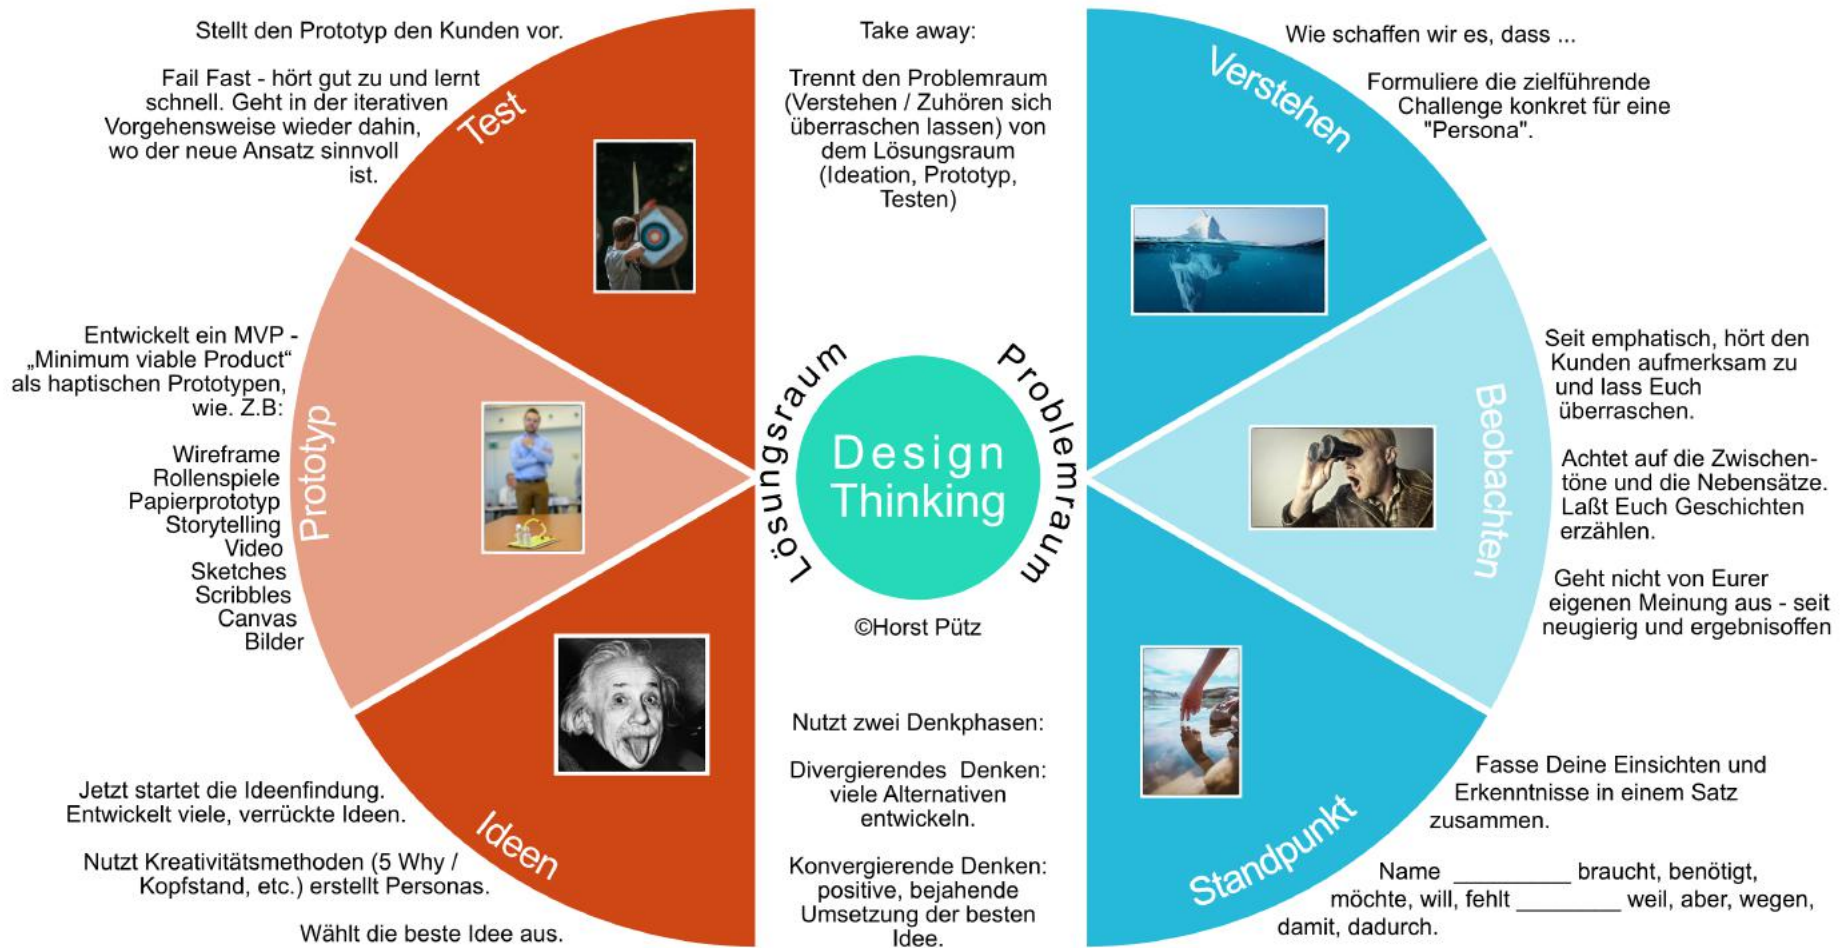 Stellt den Prototyp den Kunden vor.
Fail Fast - hört gut zu und lernt
schnell. Geht in der iterativen
Vorgehensweise wieder dahin,
wo der neue Ansatz sinnvoll
ist.
Test
Take away:
Trennt den Problemraum
(Verstehen / Zuhören sich
überraschen lassen) von
dem Lösungsraum
(Ideation, Prototyp,
Testen)
Verstehen
Wie schaffen wir es, dass ...
Formuliere die zielführende
Challenge konkret für eine
"Persona".
Entwickelt ein MVP -
„Minimum viable Product“
als haptischen Prototypen,
wie. Z.B:
Wireframe
Rollenspiele
Papierprototyp
Storytelling
Video
Sketches
Scribbles
Canvas
Bilder
Prototyp
Lösungsraum
Design
Thinking
Problemraum
©Horst Pütz
Beobachten
Seit emphatisch, hört den
Kunden aufmerksam zu
und lass Euch
überraschen.
Achtet auf die Zwischen-
töne und die Nebensätze.
Laßt Euch Geschichten
erzählen.
Geht nicht von Eurer
eigenen Meinung aus - seit
neugierig und ergebnisoffen
Jetzt startet die Ideenfindung.
Entwickelt viele, verrückte Ideen.
Nutzt Kreativitätsmethoden (5 Why /
Kopfstand, etc.) erstellt Personas.
Wählt die beste Idee aus.
Ideen
Nutzt zwei Denkphasen:
Divergierendes Denken:
viele Alternativen
entwickeln.
Konvergierende Denken:
positive, bejahende
Umsetzung der besten
Idee.
Standpunkt
Fasse Deine Einsichten und
Erkenntnisse in einem Satz
zusammen.
Name __________ braucht, benötigt,
möchte, will, fehlt _________ weil, aber, wegen,
damit, dadurch.